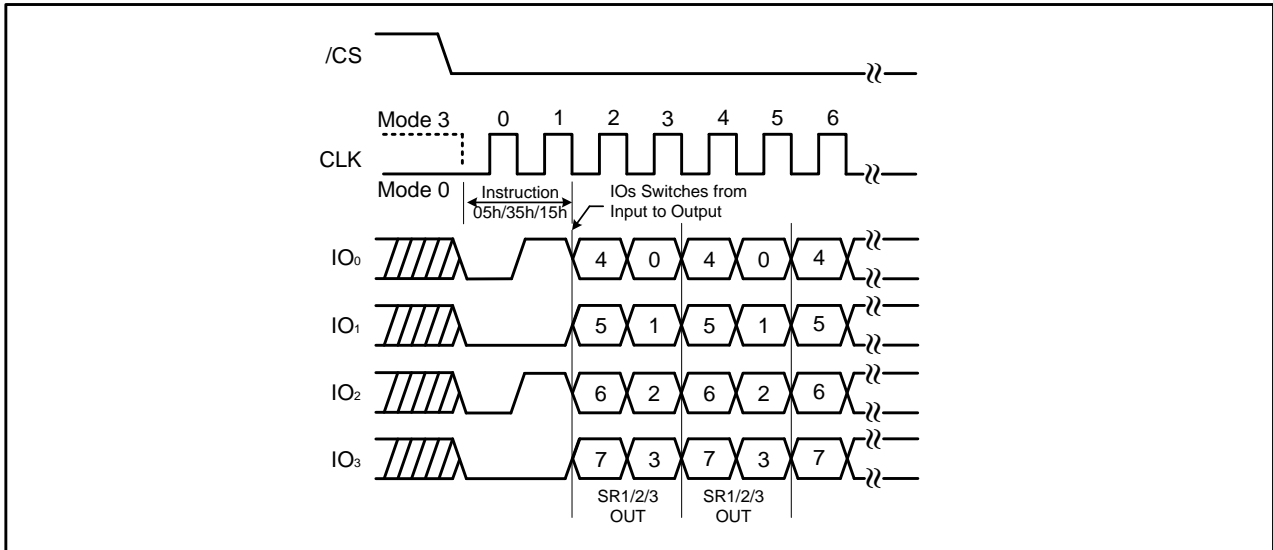 /CS
Mode 3 0 1 2 3 4 5 6
CLK
Mode 0
Instruction
05h/35h/15h
IOs Switches from
Input to Output
IO₀ 4 0 4 0 4
IO₁ 5 1 5 1 5
IO₂ 6 2 6 2 6
IO₃ 7 3 7 3 7
SR1/2/3
OUT
SR1/2/3
OUT